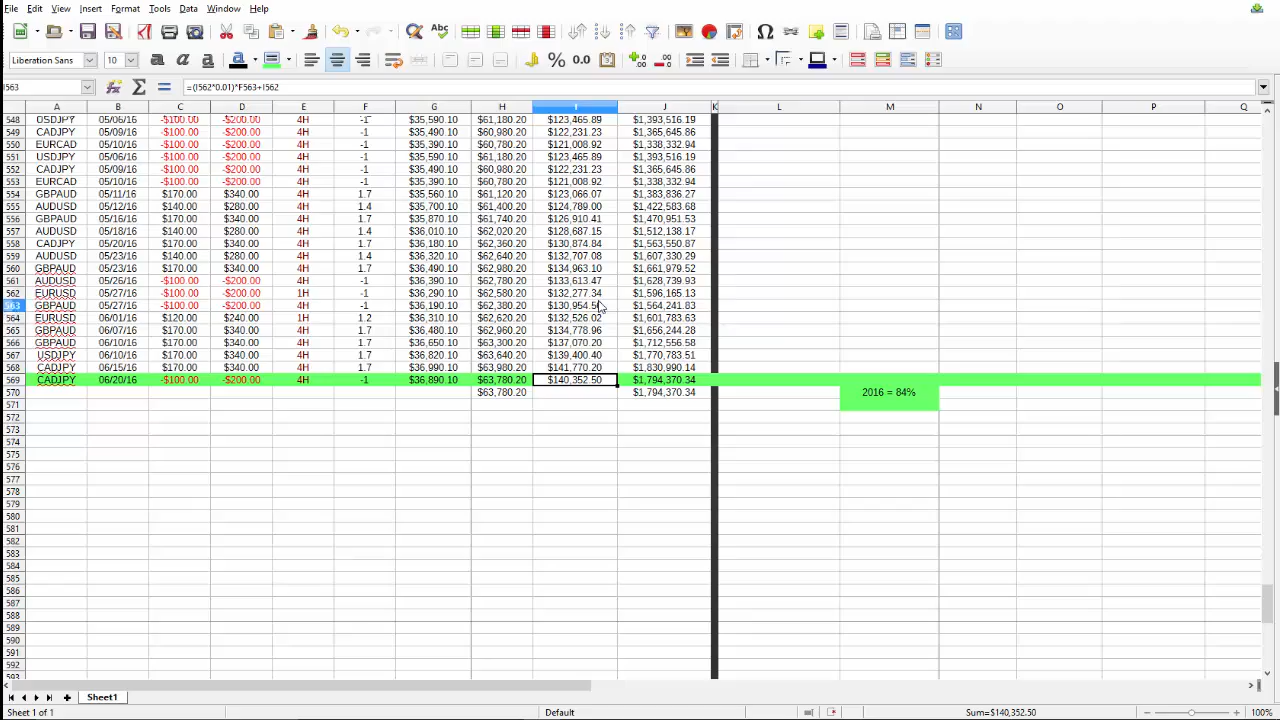 File Edit View Insert Format Tools Data Window Help
Liberation Sans 10
I563 =(I562*0.01)*F563+I562
A B C D E F G H I J K L M N O P Q
548 USDJPY 05/06/16 -$100.00 -$200.00 4H -1 $35,590.10 $61,180.20 $123,465.89 $1,393,516.19
549 CADJPY 05/09/16 -$100.00 -$200.00 4H -1 $35,490.10 $60,980.20 $122,231.23 $1,365,645.86
550 EURCAD 05/10/16 -$100.00 -$200.00 4H -1 $35,390.10 $60,780.20 $121,008.92 $1,338,332.94
551 USDJPY 05/06/16 -$100.00 -$200.00 4H -1 $35,590.10 $61,180.20 $123,465.89 $1,393,516.19
552 CADJPY 05/09/16 -$100.00 -$200.00 4H -1 $35,490.10 $60,980.20 $122,231.23 $1,365,645.86
553 EURCAD 05/10/16 -$100.00 -$200.00 4H -1 $35,390.10 $60,780.20 $121,008.92 $1,338,332.94
554 GBPAUD 05/11/16 $170.00 $340.00 4H 1.7 $35,560.10 $61,120.20 $123,066.07 $1,383,836.27
555 AUDUSD 05/12/16 $140.00 $280.00 4H 1.4 $35,700.10 $61,400.20 $124,789.00 $1,422,583.68
556 GBPAUD 05/16/16 $170.00 $340.00 4H 1.7 $35,870.10 $61,740.20 $126,910.41 $1,470,951.53
557 AUDUSD 05/18/16 $140.00 $280.00 4H 1.4 $36,010.10 $62,020.20 $128,687.15 $1,512,138.17
558 CADJPY 05/20/16 $170.00 $340.00 4H 1.7 $36,180.10 $62,360.20 $130,874.84 $1,563,550.87
559 AUDUSD 05/23/16 $140.00 $280.00 4H 1.4 $36,320.10 $62,640.20 $132,707.08 $1,607,330.29
560 GBPAUD 05/23/16 $170.00 $340.00 4H 1.7 $36,490.10 $62,980.20 $134,963.10 $1,661,979.52
561 AUDUSD 05/26/16 -$100.00 -$200.00 4H -1 $36,390.10 $62,780.20 $133,613.47 $1,628,739.93
562 EURUSD 05/27/16 -$100.00 -$200.00 1H -1 $36,290.10 $62,580.20 $132,277.34 $1,596,165.13
563 GBPAUD 05/27/16 -$100.00 -$200.00 4H -1 $36,190.10 $62,380.20 $1,564,241.83
564 EURUSD 06/01/16 $120.00 $240.00 1H 1.2 $36,310.10 $62,620.20 $132,526.02 $1,601,783.63
565 GBPAUD 06/07/16 $170.00 $340.00 4H 1.7 $36,480.10 $62,960.20 $134,778.96 $1,656,244.28
566 GBPAUD 06/10/16 $170.00 $340.00 4H 1.7 $36,650.10 $63,300.20 $137,070.20 $1,712,556.58
567 USDJPY 06/10/16 $170.00 $340.00 4H 1.7 $36,820.10 $63,640.20 $139,400.40 $1,770,783.51
568 CADJPY 06/15/16 $170.00 $340.00 4H 1.7 $36,990.10 $63,980.20 $141,770.20 $1,830,990.14
569 CADJPY 06/20/16 -$100.00 -$200.00 4H -1 $36,890.10 $63,780.20 $140,352.50 $1,794,370.34
570 $63,780.20 $1,794,370.34 2016 = 84%
571
572
573
574
575
576
577
578
579
580
581
582
583
584
585
586
587
588
589
590
591
592
593
Sheet1
Sheet 1 of 1 Default Sum=$140,352.50 100%